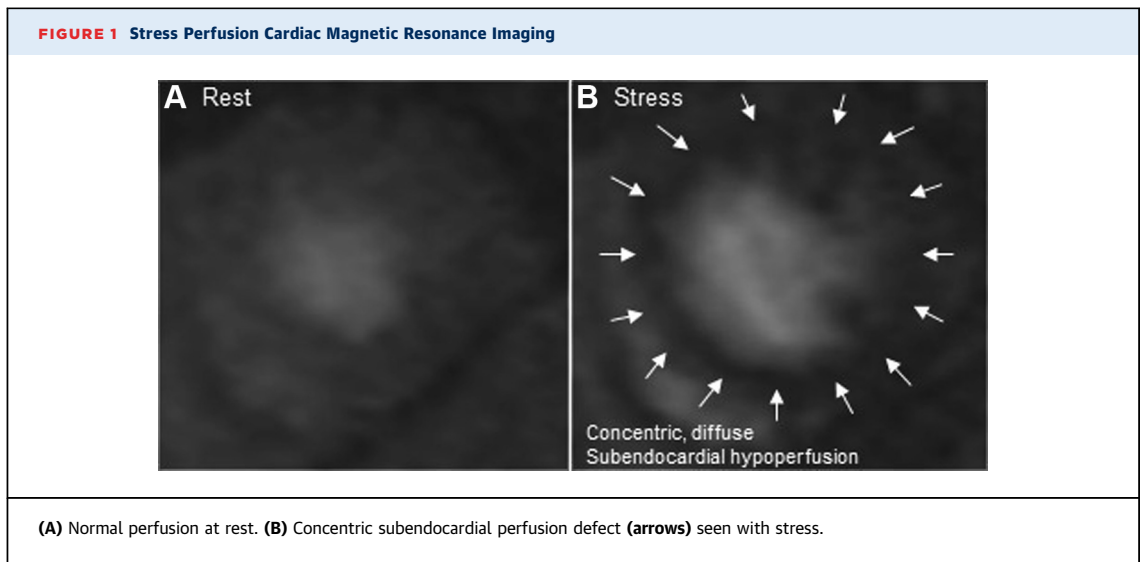 FIGURE 1 Stress Perfusion Cardiac Magnetic Resonance Imaging
A Rest
B Stress
Concentric, diffuse
Subendocardial hypoperfusion
(A) Normal perfusion at rest. (B) Concentric subendocardial perfusion defect (arrows) seen with stress.